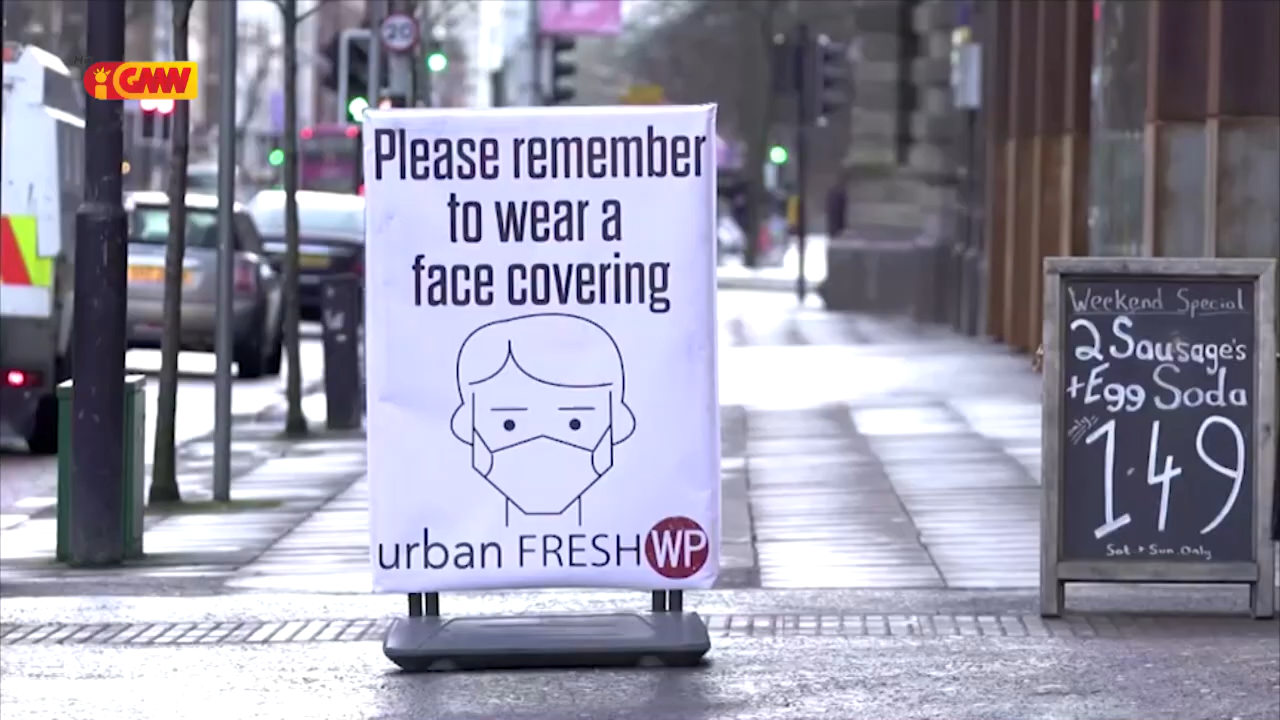 iGMW
20
Please remember
to wear a
face covering
urban FRESH WP
Weekend Special
2 Sausage's
+ Egg Soda
1.49
Sat + Sun Only